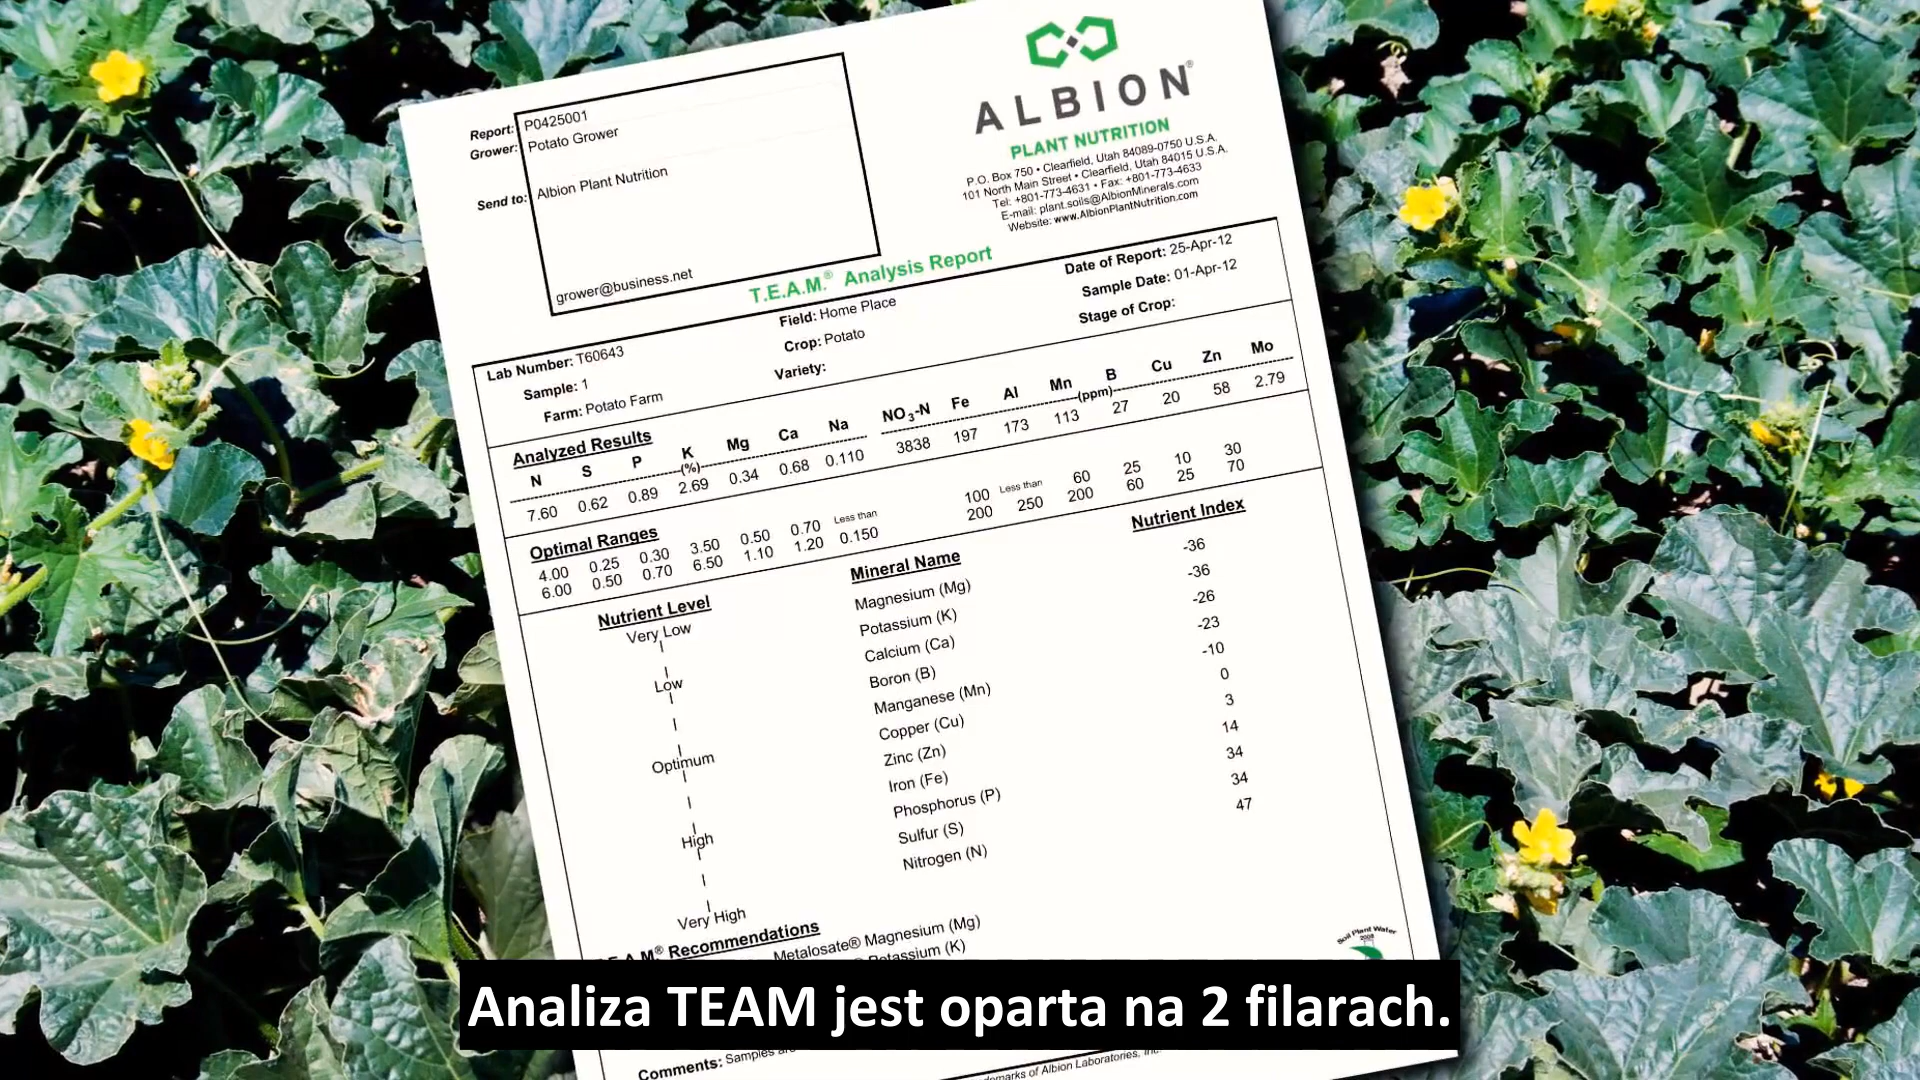 ALBION®
PLANT NUTRITION
P.O. Box 750 • Clearfield, Utah 84089-0750 U.S.A.
101 North Main Street • Clearfield, Utah 84015 U.S.A.
Tel: +801-773-4631 • Fax: +801-773-4633
E-mail: plant.soils@AlbionMinerals.com
Website: www.AlbionPlantNutrition.com
Report: P0425001
Grower: Potato Grower
Send to: Albion Plant Nutrition
grower@business.net
T.E.A.M.® Analysis Report
Lab Number: T60643
Sample: 1
Farm: Potato Farm
Field: Home Place
Crop: Potato
Variety:
Date of Report: 25-Apr-12
Sample Date: 01-Apr-12
Stage of Crop:
Analyzed Results
N S P K Mg Ca Na NO3-N Fe Al Mn B Cu Zn Mo
(%) (ppm)
7.60 0.62 0.89 2.69 0.34 0.68 0.110 3838 197 173 113 27 20 58 2.79
Optimal Ranges
4.00 0.25 0.30 3.50 0.50 0.70 Less than 100 Less than 60 25 10 30
6.00 0.50 0.70 6.50 1.10 1.20 0.150 200 250 200 60 25 70
Nutrient Level Mineral Name Nutrient Index
Very Low
Low
Optimum
High
Very High
Magnesium (Mg) -36
Potassium (K) -36
Calcium (Ca) -26
Boron (B) -23
Manganese (Mn) -10
Copper (Cu) 0
Zinc (Zn) 3
Iron (Fe) 14
Phosphorus (P) 34
Sulfur (S) 34
Nitrogen (N) 47
T.E.A.M.® Recommendations
Metalosate® Magnesium (Mg)
Potassium (K)
Soil Plant Water
2008
Analiza TEAM jest oparta na 2 filarach.
Comments: Samples
of Albion Laboratories,